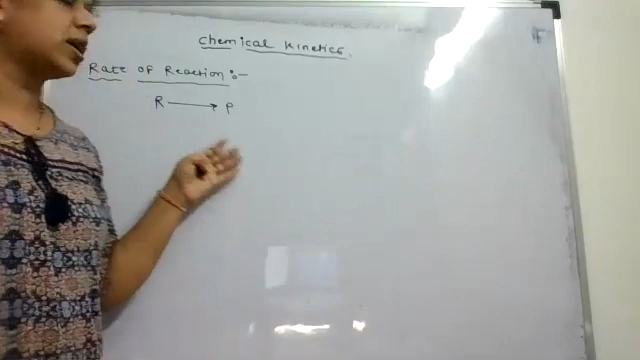 Chemical Kinetics.
Rate of Reaction :-
R ⟶ P